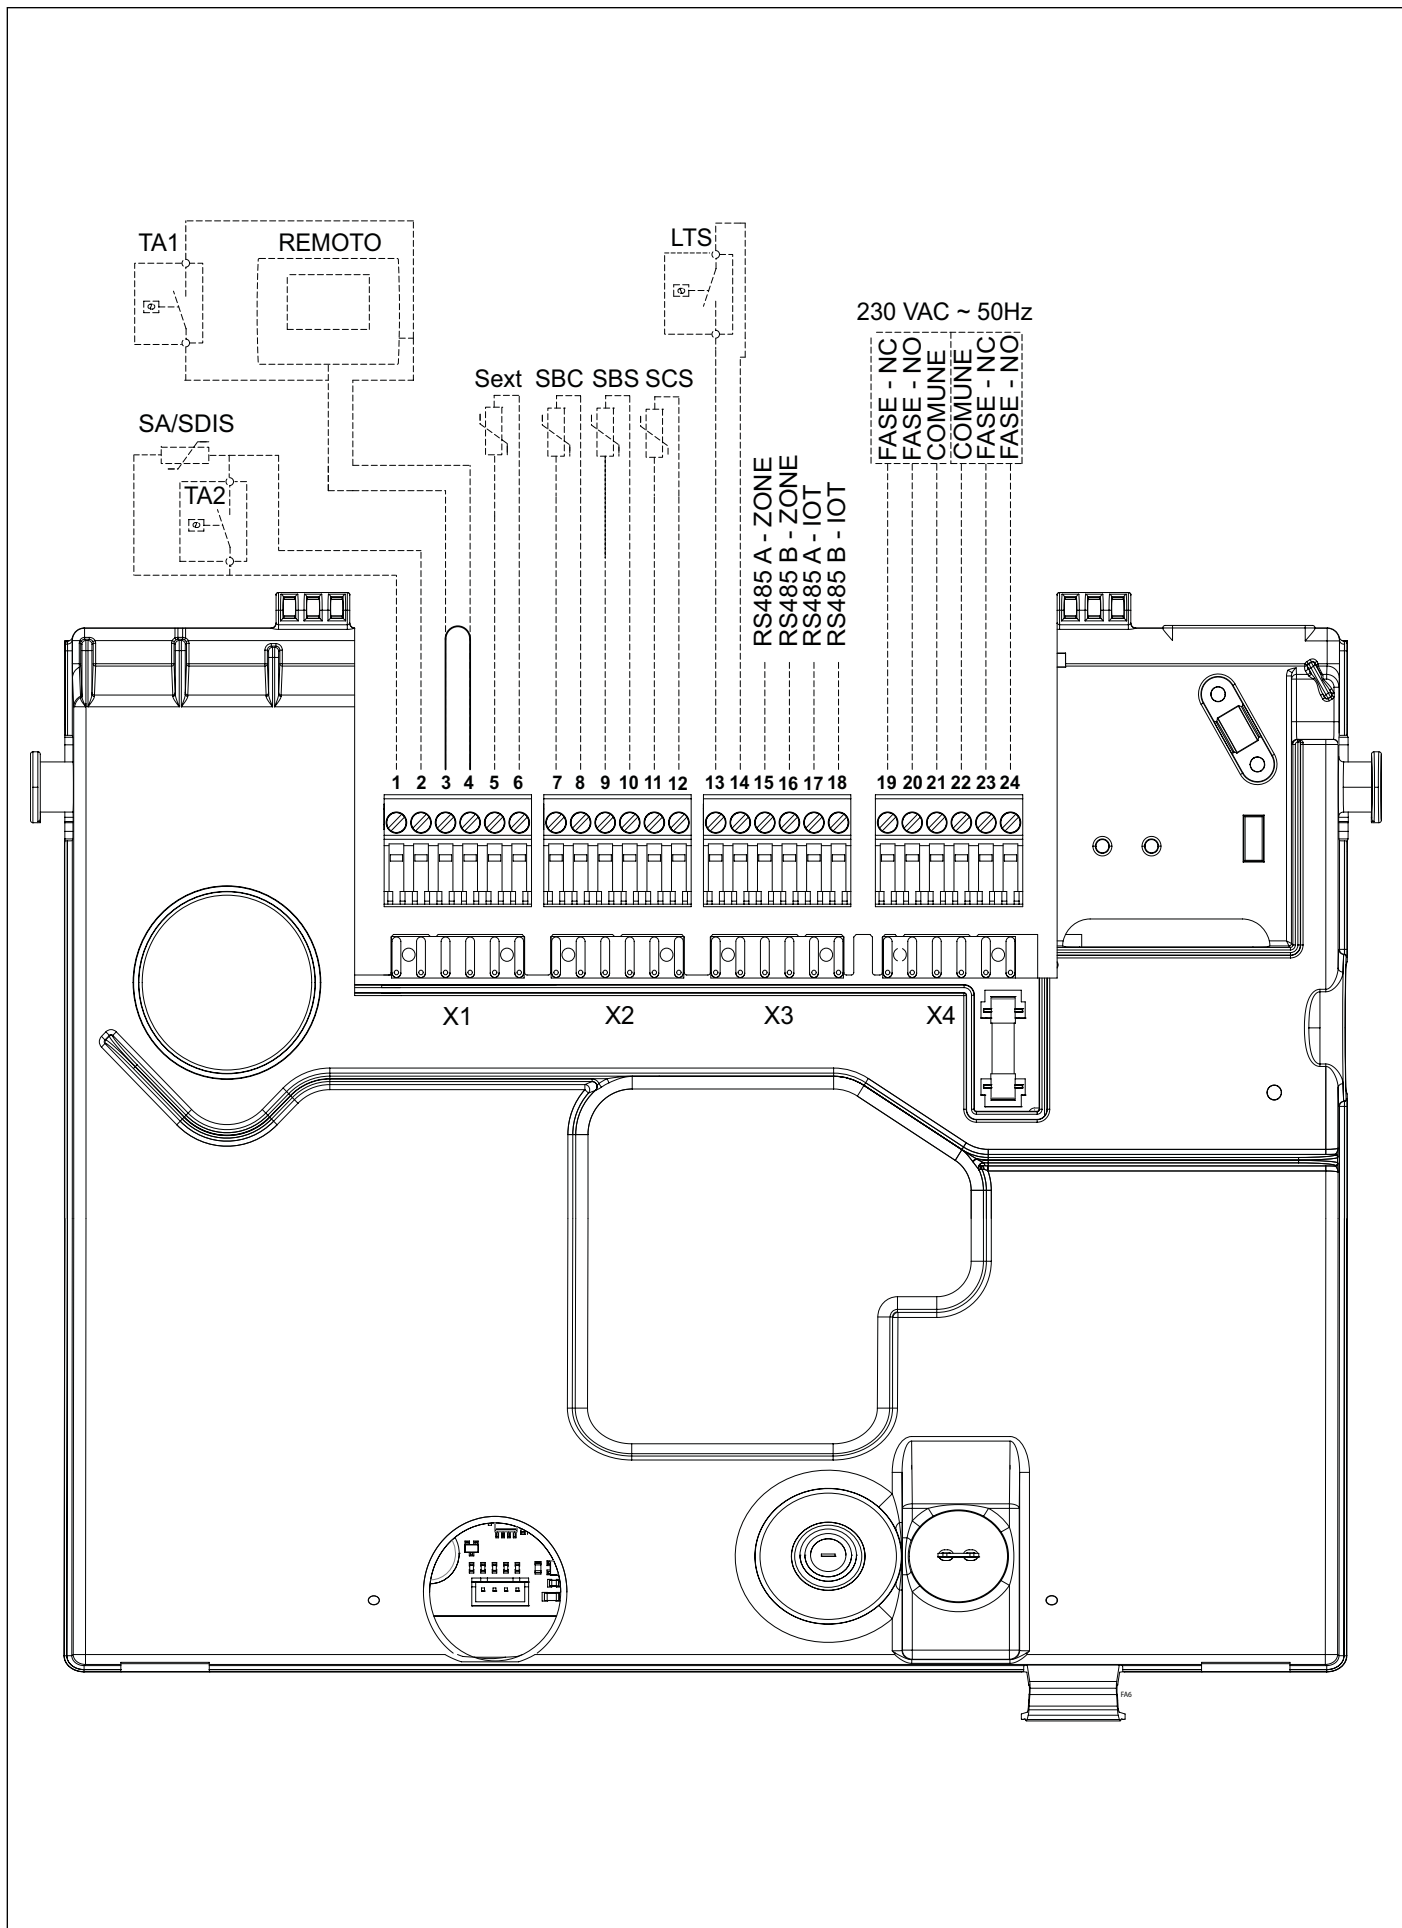 TA1
REMOTO
LTS
230 VAC ~ 50Hz
FASE - NC
FASE - NO
COMUNE
COMUNE
FASE - NC
FASE - NO
Sext
SBC
SBS
SCS
SA/SDIS
TA2
RS485 A - ZONE
RS485 B - ZONE
RS485 A - IOT
RS485 B - IOT
1 2 3 4 5 6 7 8 9 10 11 12 13 14 15 16 17 18 19 20 21 22 23 24
X1
X2
X3
X4
FA6